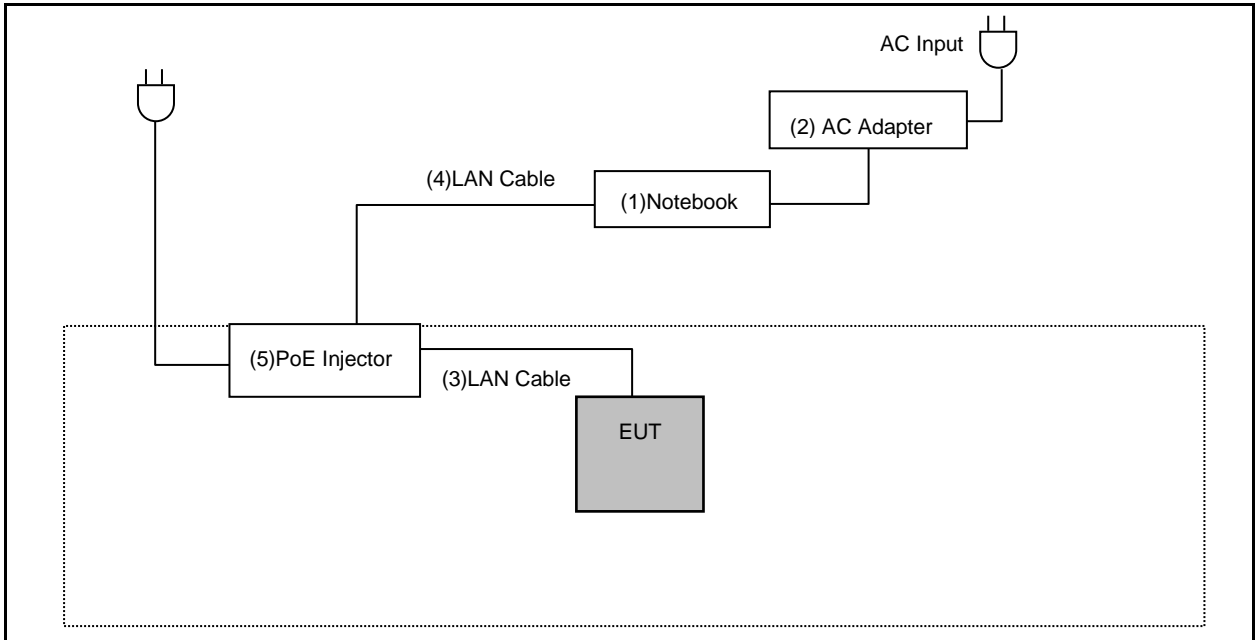 AC Input
(2) AC Adapter
(4)LAN Cable
(1)Notebook
(5)PoE Injector
(3)LAN Cable
EUT